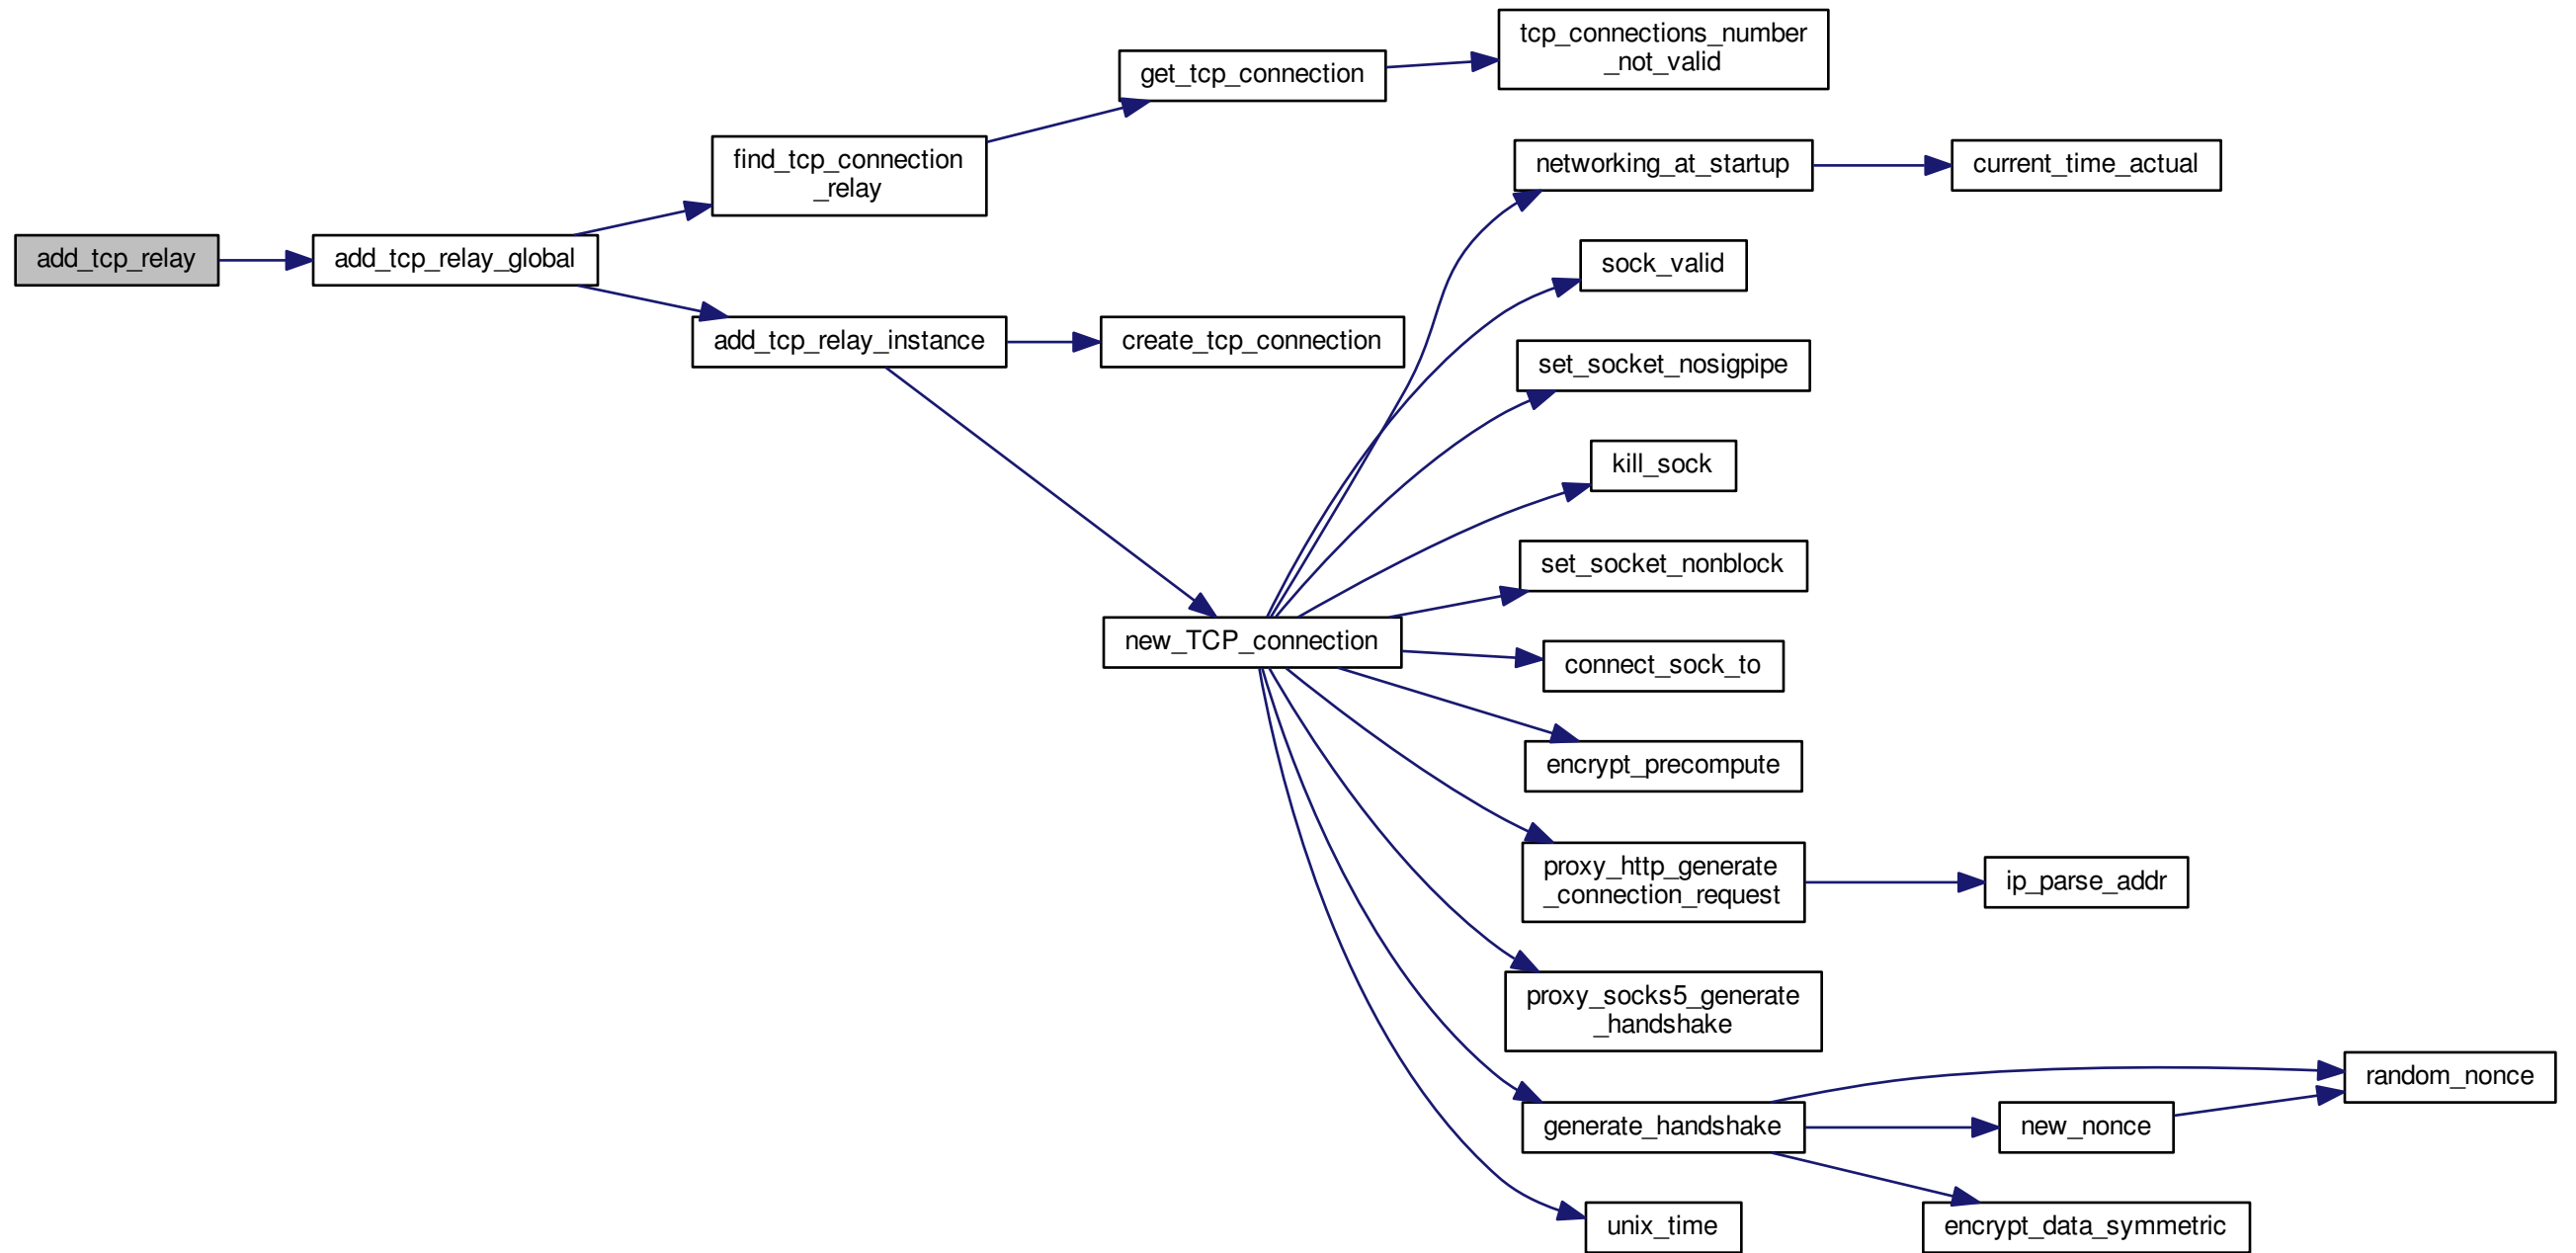 tcp_connections_number
_not_valid
get_tcp_connection
find_tcp_connection
_relay
networking_at_startup
current_time_actual
add_tcp_relay
add_tcp_relay_global
sock_valid
add_tcp_relay_instance
create_tcp_connection
set_socket_nosigpipe
kill_sock
set_socket_nonblock
new_TCP_connection
connect_sock_to
encrypt_precompute
proxy_http_generate
_connection_request
ip_parse_addr
proxy_socks5_generate
_handshake
random_nonce
generate_handshake
new_nonce
unix_time
encrypt_data_symmetric